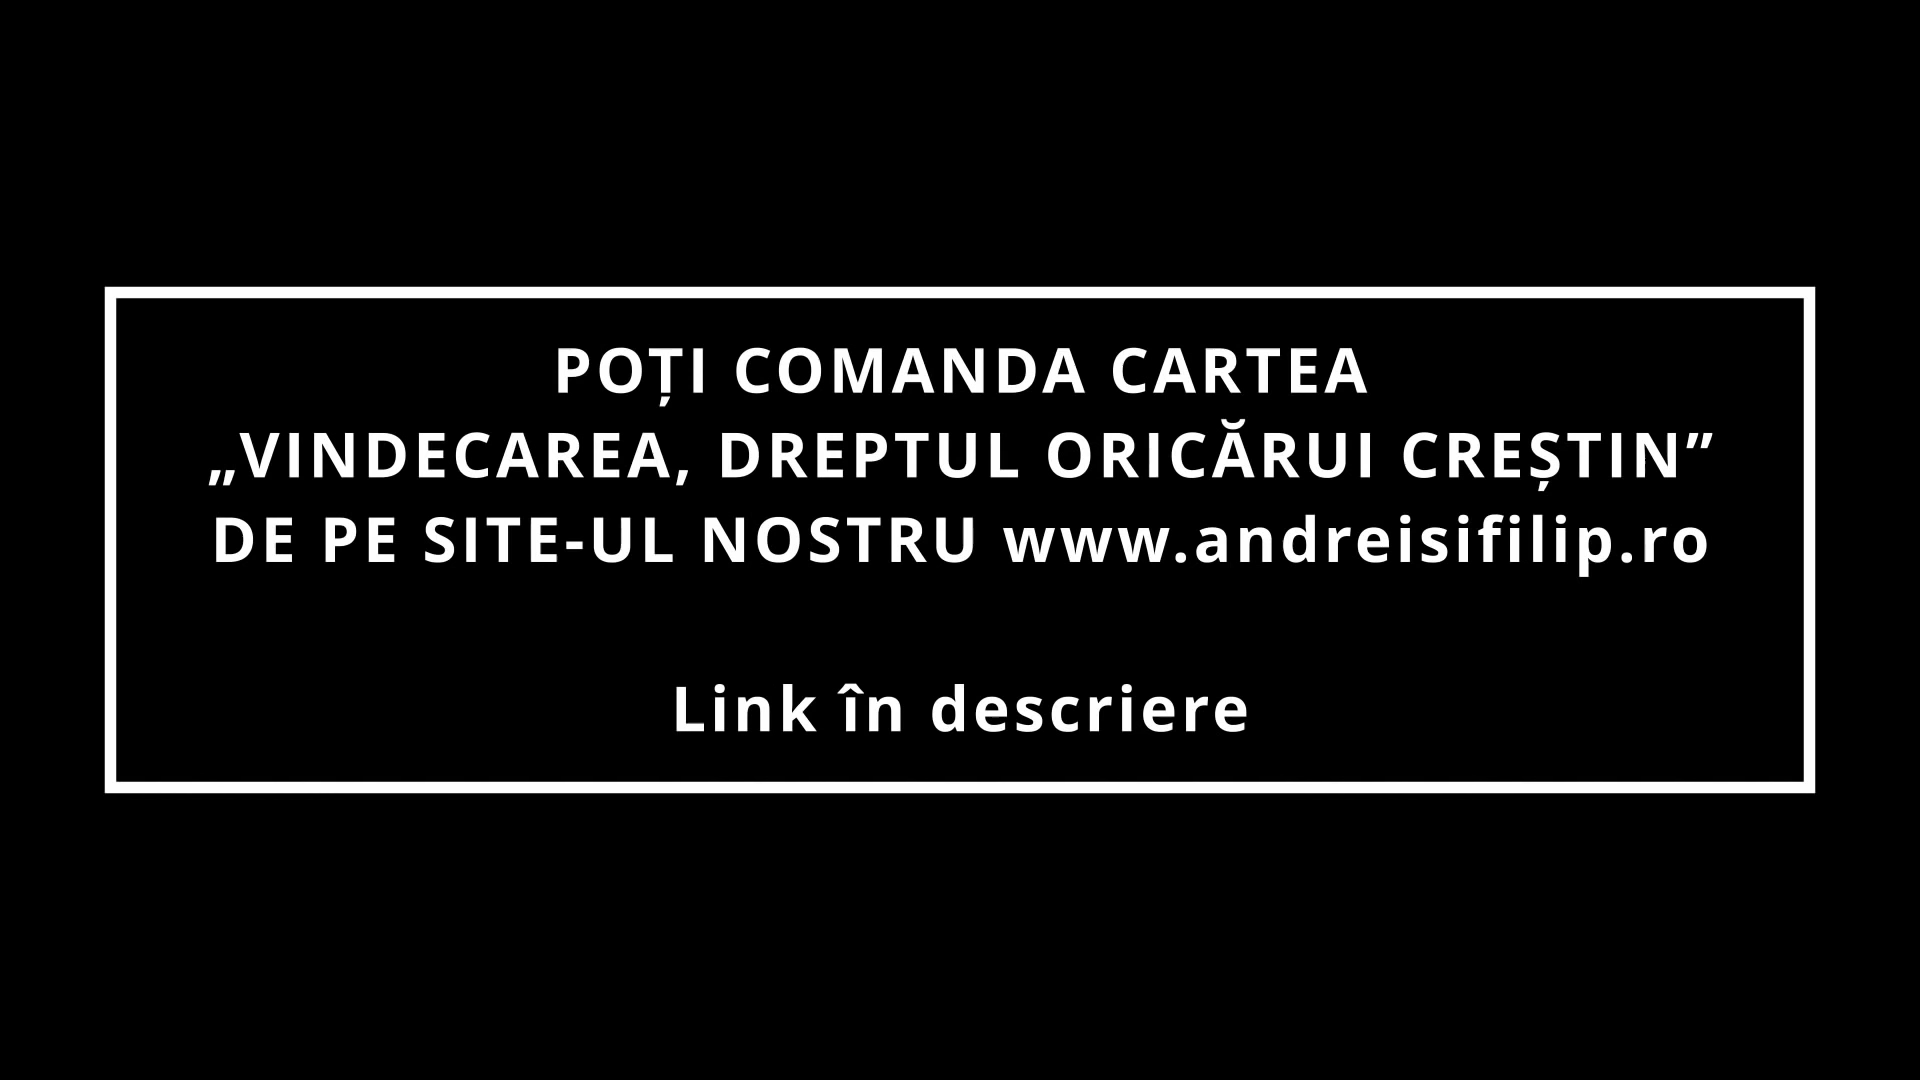 POȚI COMANDA CARTEA
„VINDECAREA, DREPTUL ORICĂRUI CREȘTIN”
DE PE SITE-UL NOSTRU www.andreisifilip.ro
Link în descriere